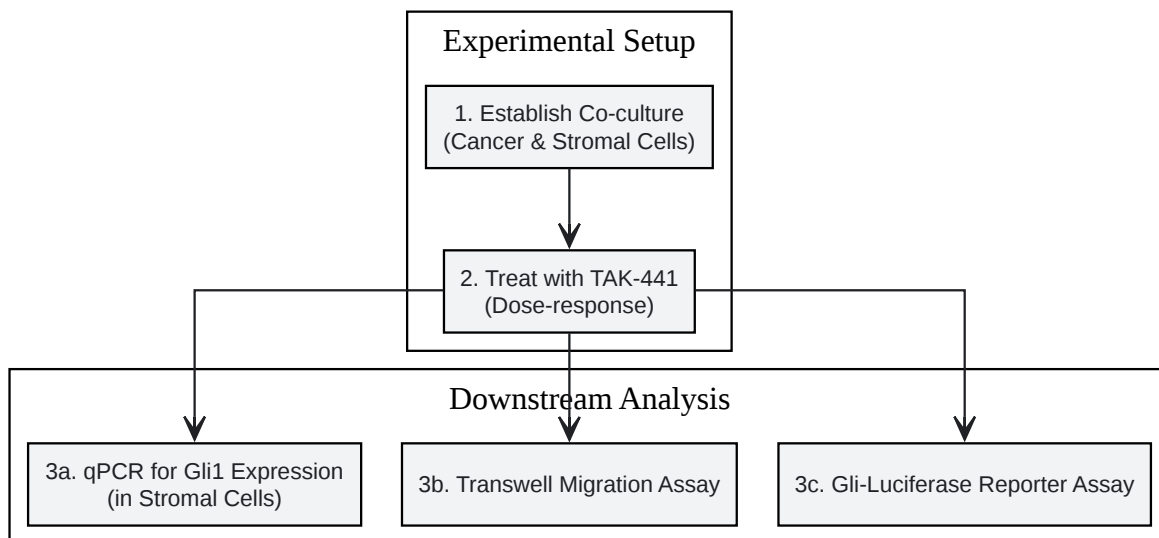 Experimental Setup
1. Establish Co-culture
(Cancer & Stromal Cells)
2. Treat with TAK-441
(Dose-response)
Downstream Analysis
3a. qPCR for Gli1 Expression
(in Stromal Cells)
3b. Transwell Migration Assay
3c. Gli-Luciferase Reporter Assay